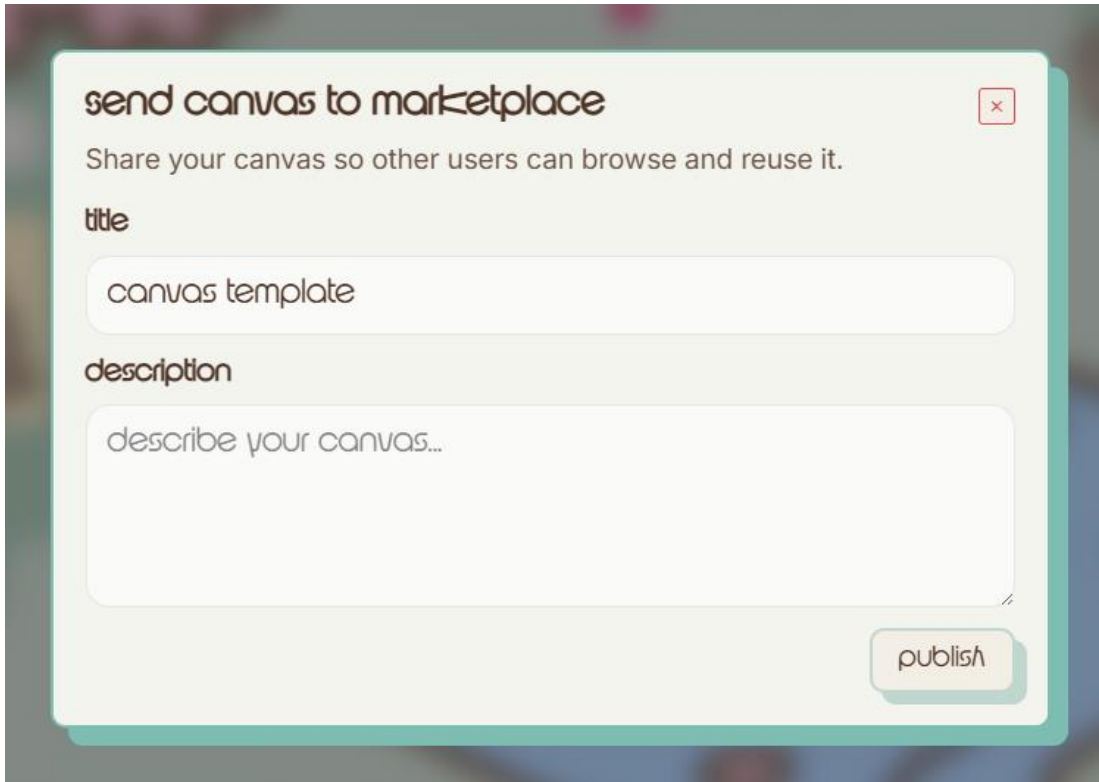 send canvas to marketplace
×
Share your canvas so other users can browse and reuse it.
title
canvas template
description
describe your canvas...
publish